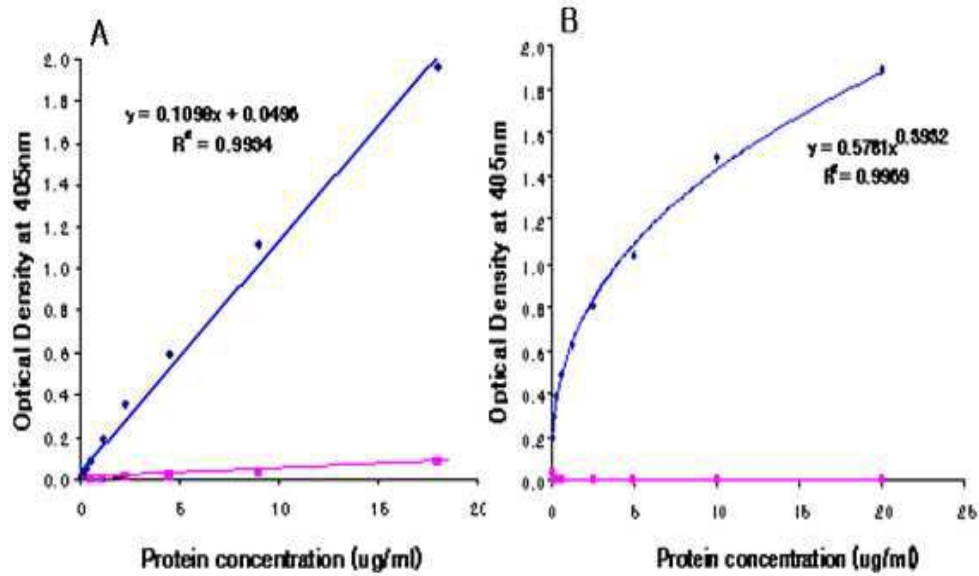 A
Optical Density at 405nm
2.0
1.8
1.6
1.4
1.2
1.0
0.8
0.6
0.4
0.2
0.0
y = 0.1098x + 0.0496
R² = 0.9934
0 5 10 15 20
Protein concentration (ug/ml)
B
Optical Density at 405nm
2.0
1.8
1.6
1.4
1.2
1.0
0.8
0.6
0.4
0.2
0.0
y = 0.5781x^0.3932
R² = 0.9969
0 5 10 15 20 25
Protein concentration (ug/ml)